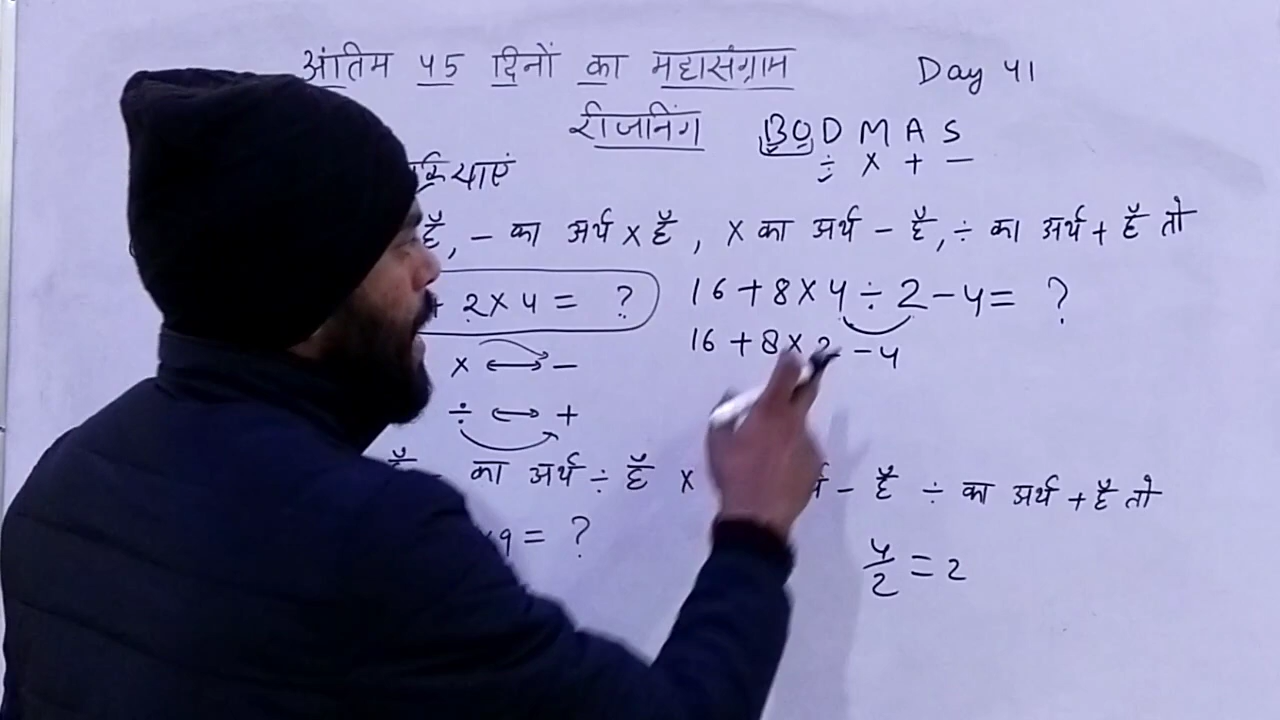 अंतिम 45 दिनों का महासंग्राम Day 41
रीजनिंग BODMAS
÷ × + −
क्रियाएं
है, − का अर्थ × है, × का अर्थ − है, ÷ का अर्थ + है तो
+ 2 × 4 = ?
16 + 8 × 4 ÷ 2 − 4 = ?
16 + 8 × 2 − 4
× ⟷ −
÷ ⟷ +
है − का अर्थ ÷ है × − है ÷ का अर्थ + है तो
9 = ?
4/2 = 2